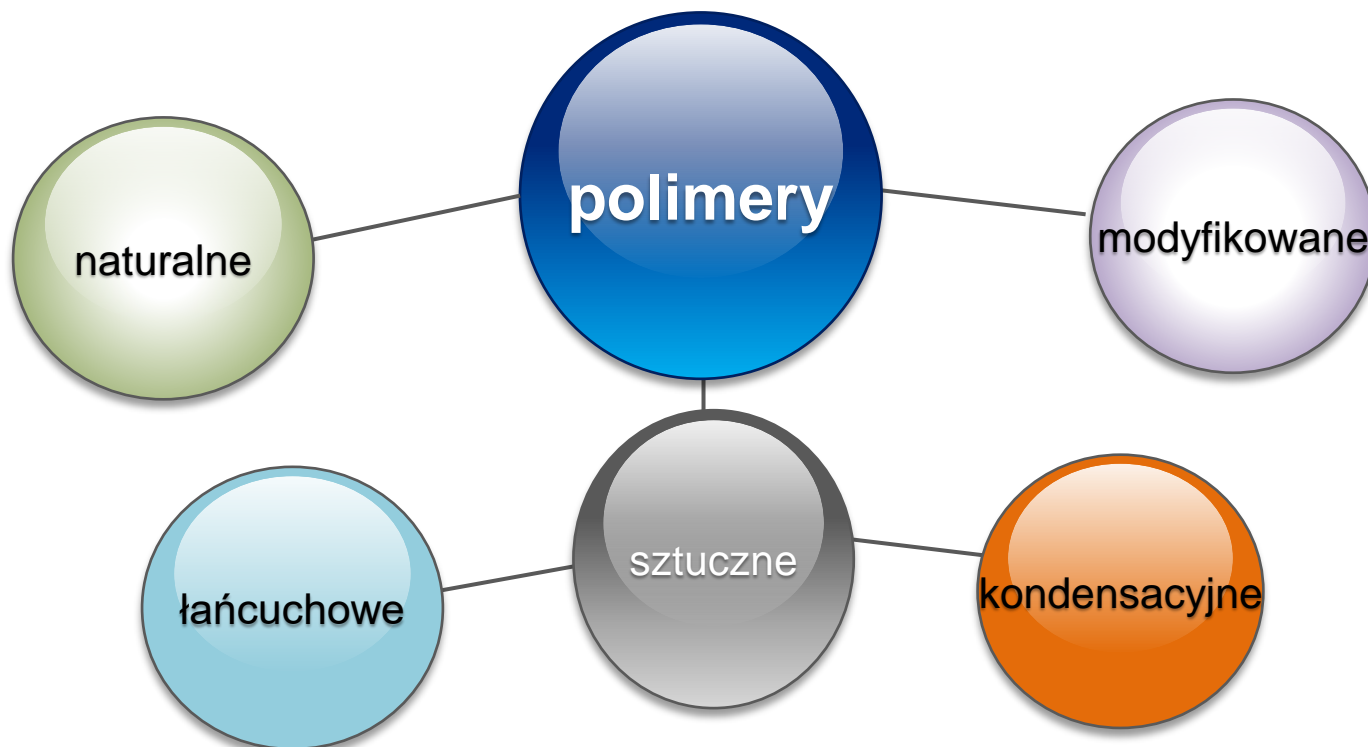 polimery
naturalne
modyfikowane
sztuczne
łańcuchowe
kondensacyjne